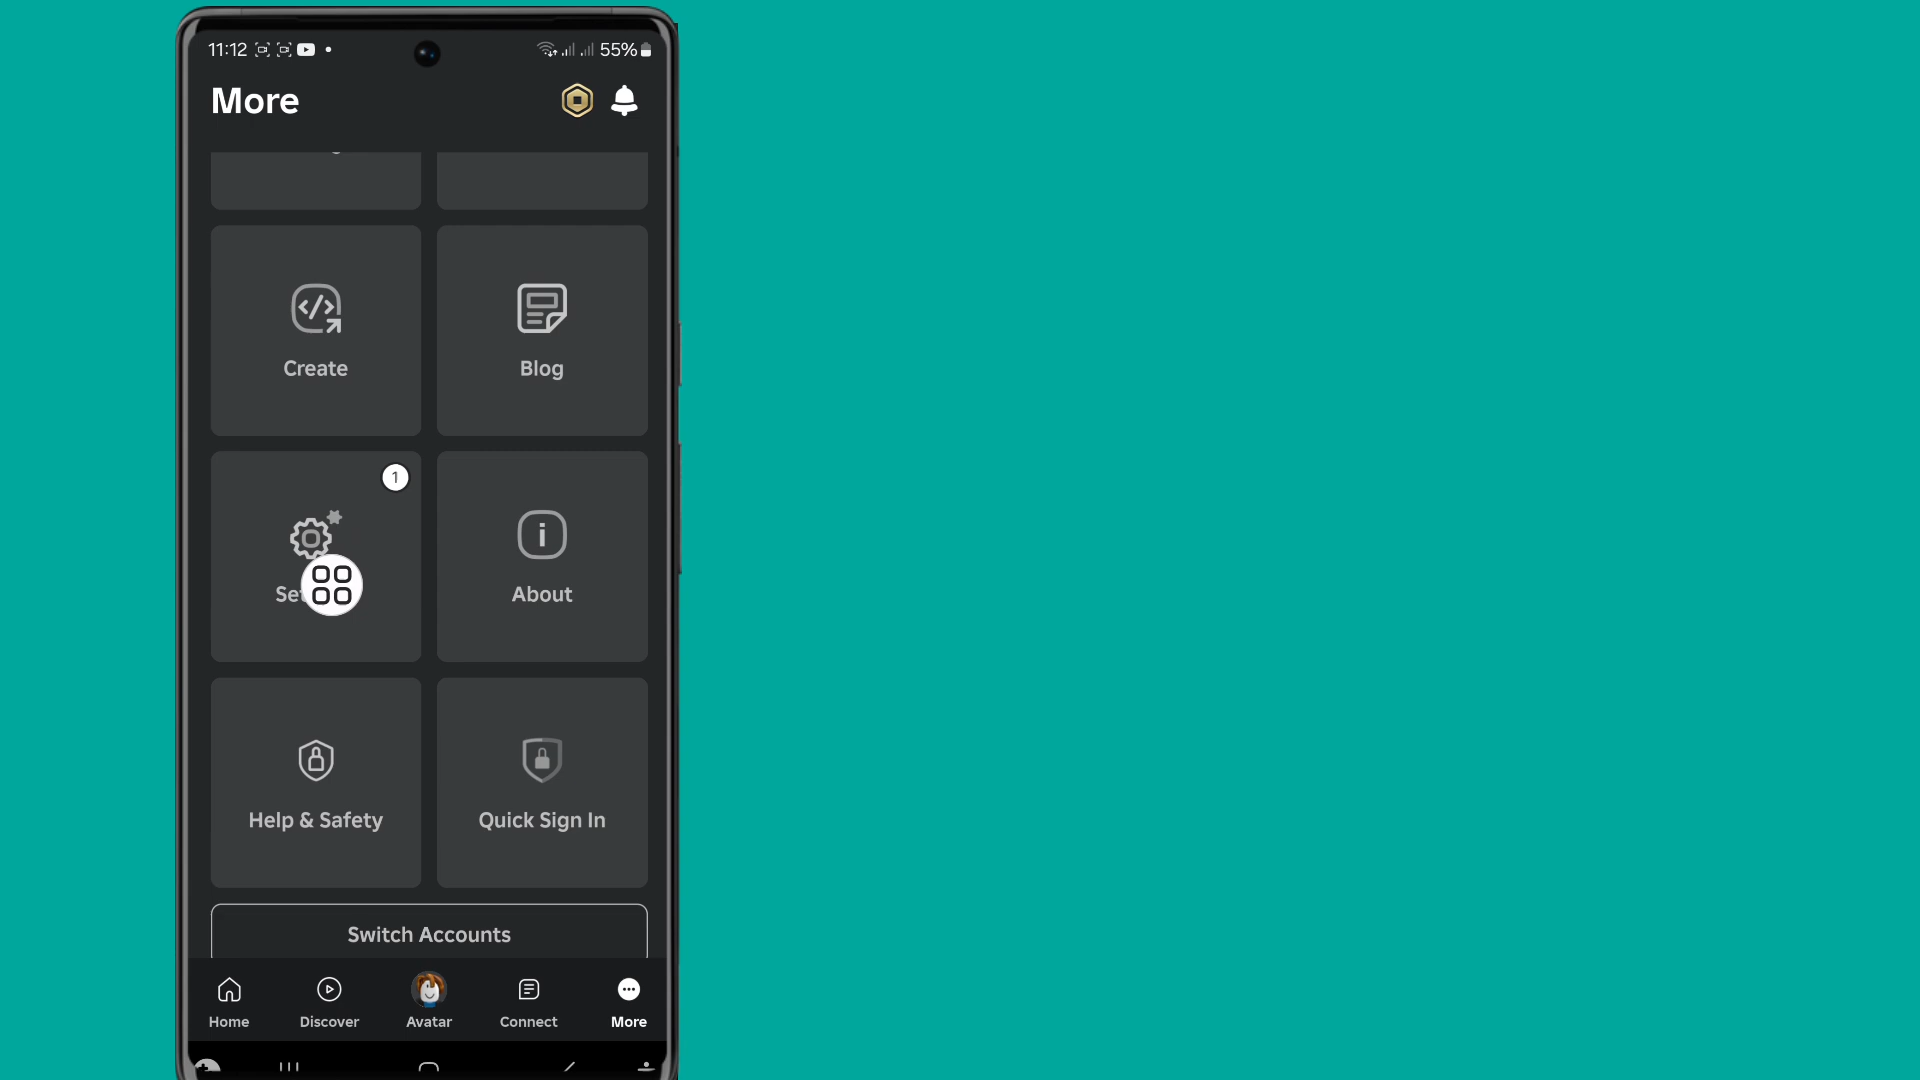 11:12
55%
More
Create
Blog
1
Se
About
Help & Safety
Quick Sign In
Switch Accounts
Home
Discover
Avatar
Connect
More